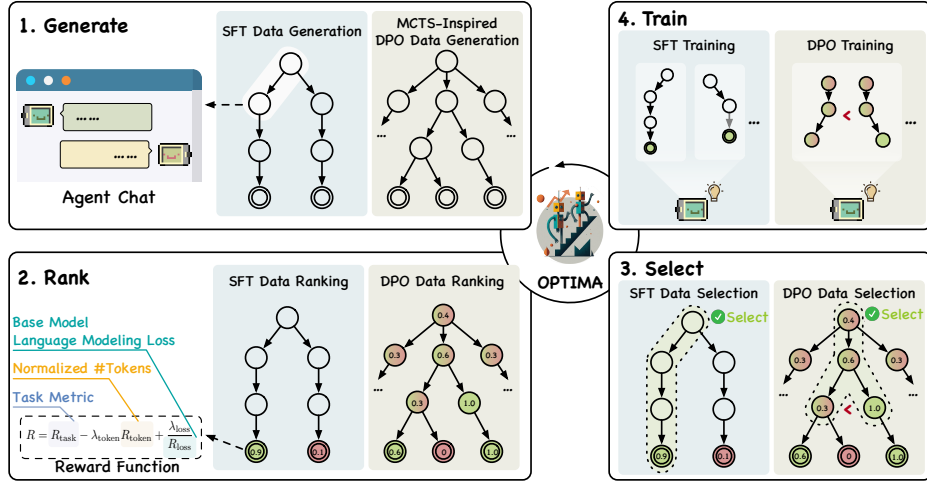 1. Generate
SFT Data Generation
MCTS-Inspired
DPO Data Generation
... ...
... ...
Agent Chat
...
...
OPTIMA
2. Rank
SFT Data Ranking
DPO Data Ranking
Base Model
Language Modeling Loss
Normalized #Tokens
Task Metric
R = R_task − λ_token R_token + λ_loss / R_loss
Reward Function
0.9
0.1
0.4
0.3
0.6
0.3
...
...
0.3
1.0
0.6
0
1.0
3. Select
SFT Data Selection
DPO Data Selection
Select
Select
0.9
0.1
0.4
0.3
0.6
0.3
...
...
0.3
<
1.0
0.6
0
1.0
4. Train
SFT Training
DPO Training
...
<
...